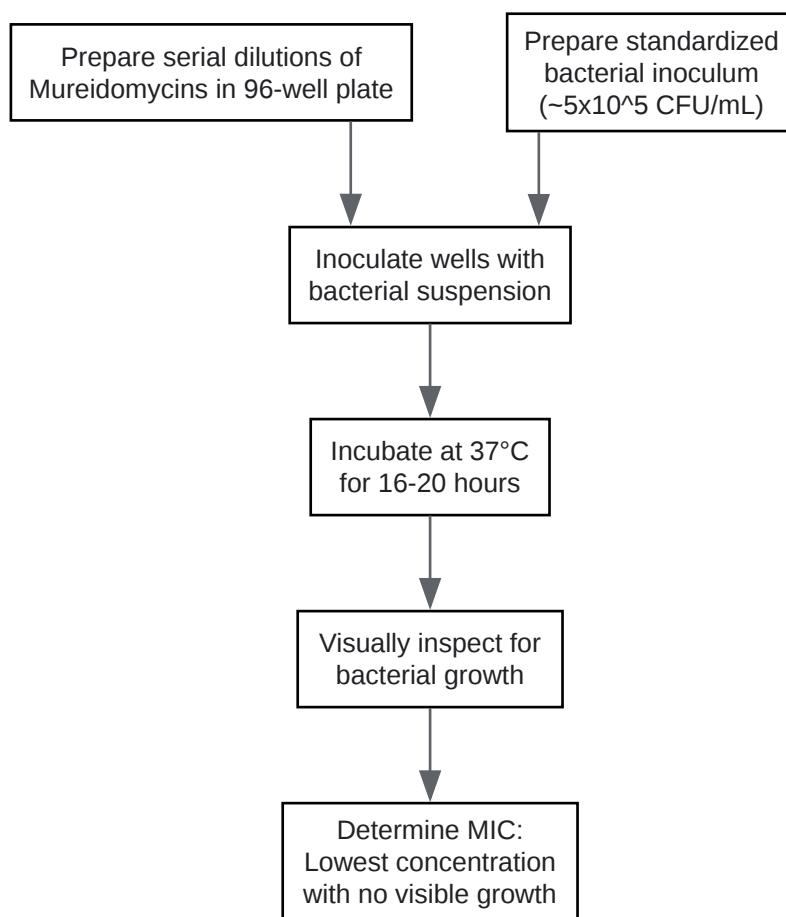 Prepare serial dilutions of
Mureidomycins in 96-well plate
Prepare standardized
bacterial inoculum
(~5x10^5 CFU/mL)
Inoculate wells with
bacterial suspension
Incubate at 37°C
for 16-20 hours
Visually inspect for
bacterial growth
Determine MIC:
Lowest concentration
with no visible growth